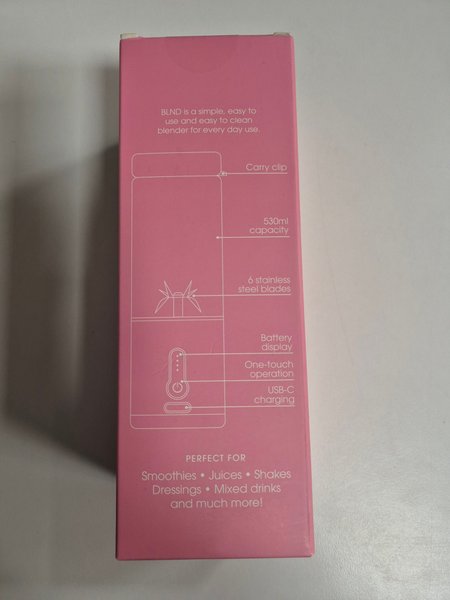 BLND is a simple, easy to
use and easy to clean
blender for every day use.
Carry clip
530ml
capacity
6 stainless
steel blades
Battery
display
One-touch
operation
USB-C
charging
PERFECT FOR
Smoothies • Juices • Shakes
Dressings • Mixed drinks
and much more!